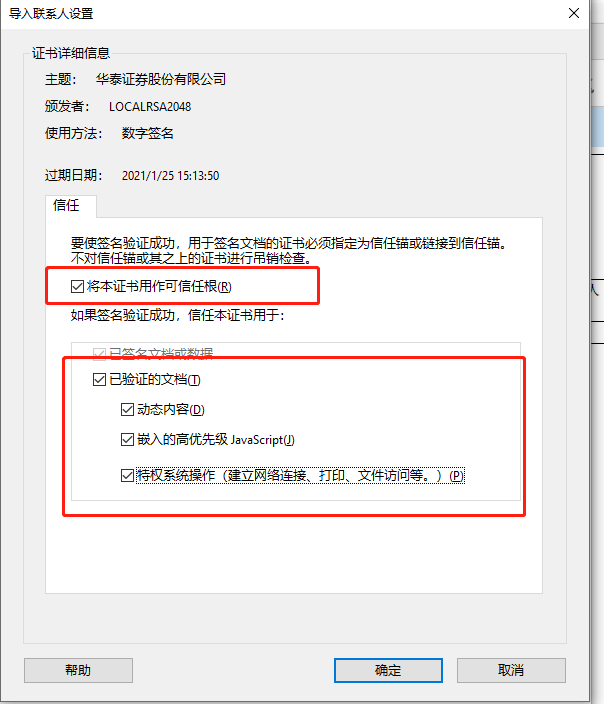 导入联系人设置
证书详细信息
主题： 华泰证券股份有限公司
颁发者： LOCALRSA2048
使用方法： 数字签名
过期日期： 2021/1/25 15:13:50
信任
要使签名验证成功，用于签名文档的证书必须指定为信任锚或链接到信任锚。
不对信任锚或其之上的证书进行吊销检查。
将本证书用作可信任根(R)
如果签名验证成功，信任本证书用于：
已签名文档或数据
已验证的文档(T)
动态内容(D)
嵌入的高优先级 JavaScript(J)
特权系统操作（建立网络连接、打印、文件访问等。）(P)
帮助
确定
取消
人